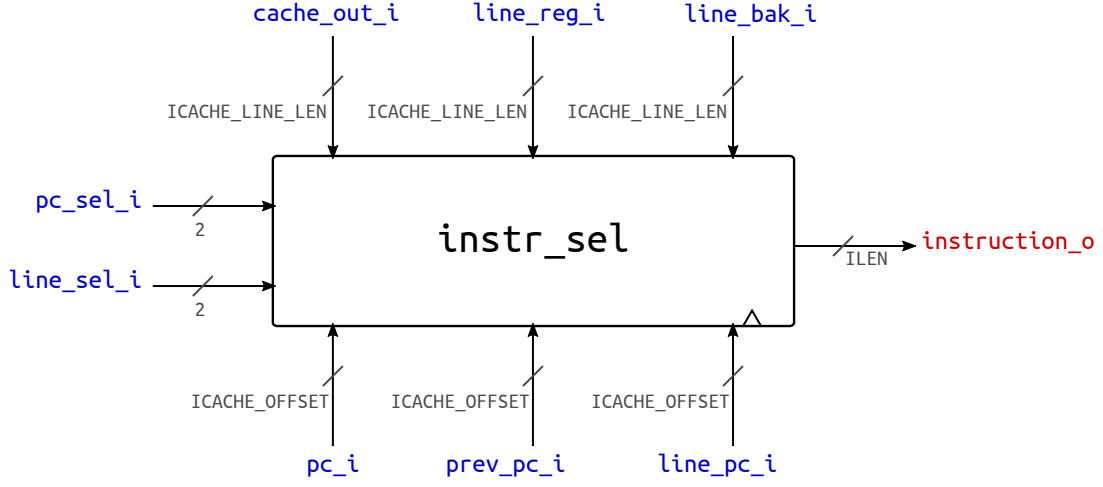 cache_out_i line_reg_i line_bak_i
ICACHE_LINE_LEN ICACHE_LINE_LEN ICACHE_LINE_LEN
pc_sel_i
2
instr_sel
instruction_o
ILEN
line_sel_i
2
ICACHE_OFFSET ICACHE_OFFSET ICACHE_OFFSET
pc_i prev_pc_i line_pc_i